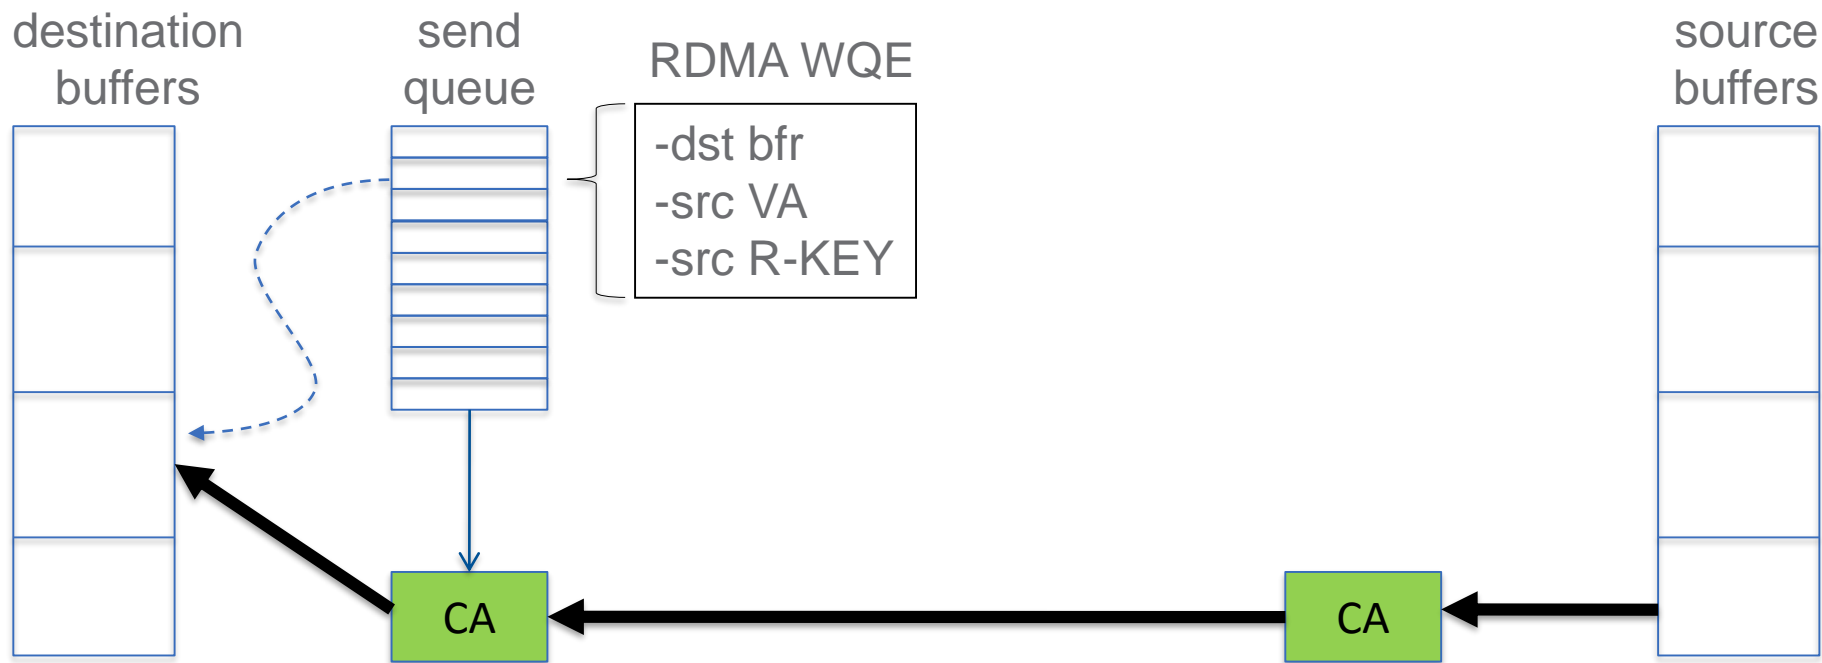 destination
buffers
send
queue
RDMA WQE
-dst bfr
-src VA
-src R-KEY
source
buffers
CA
CA